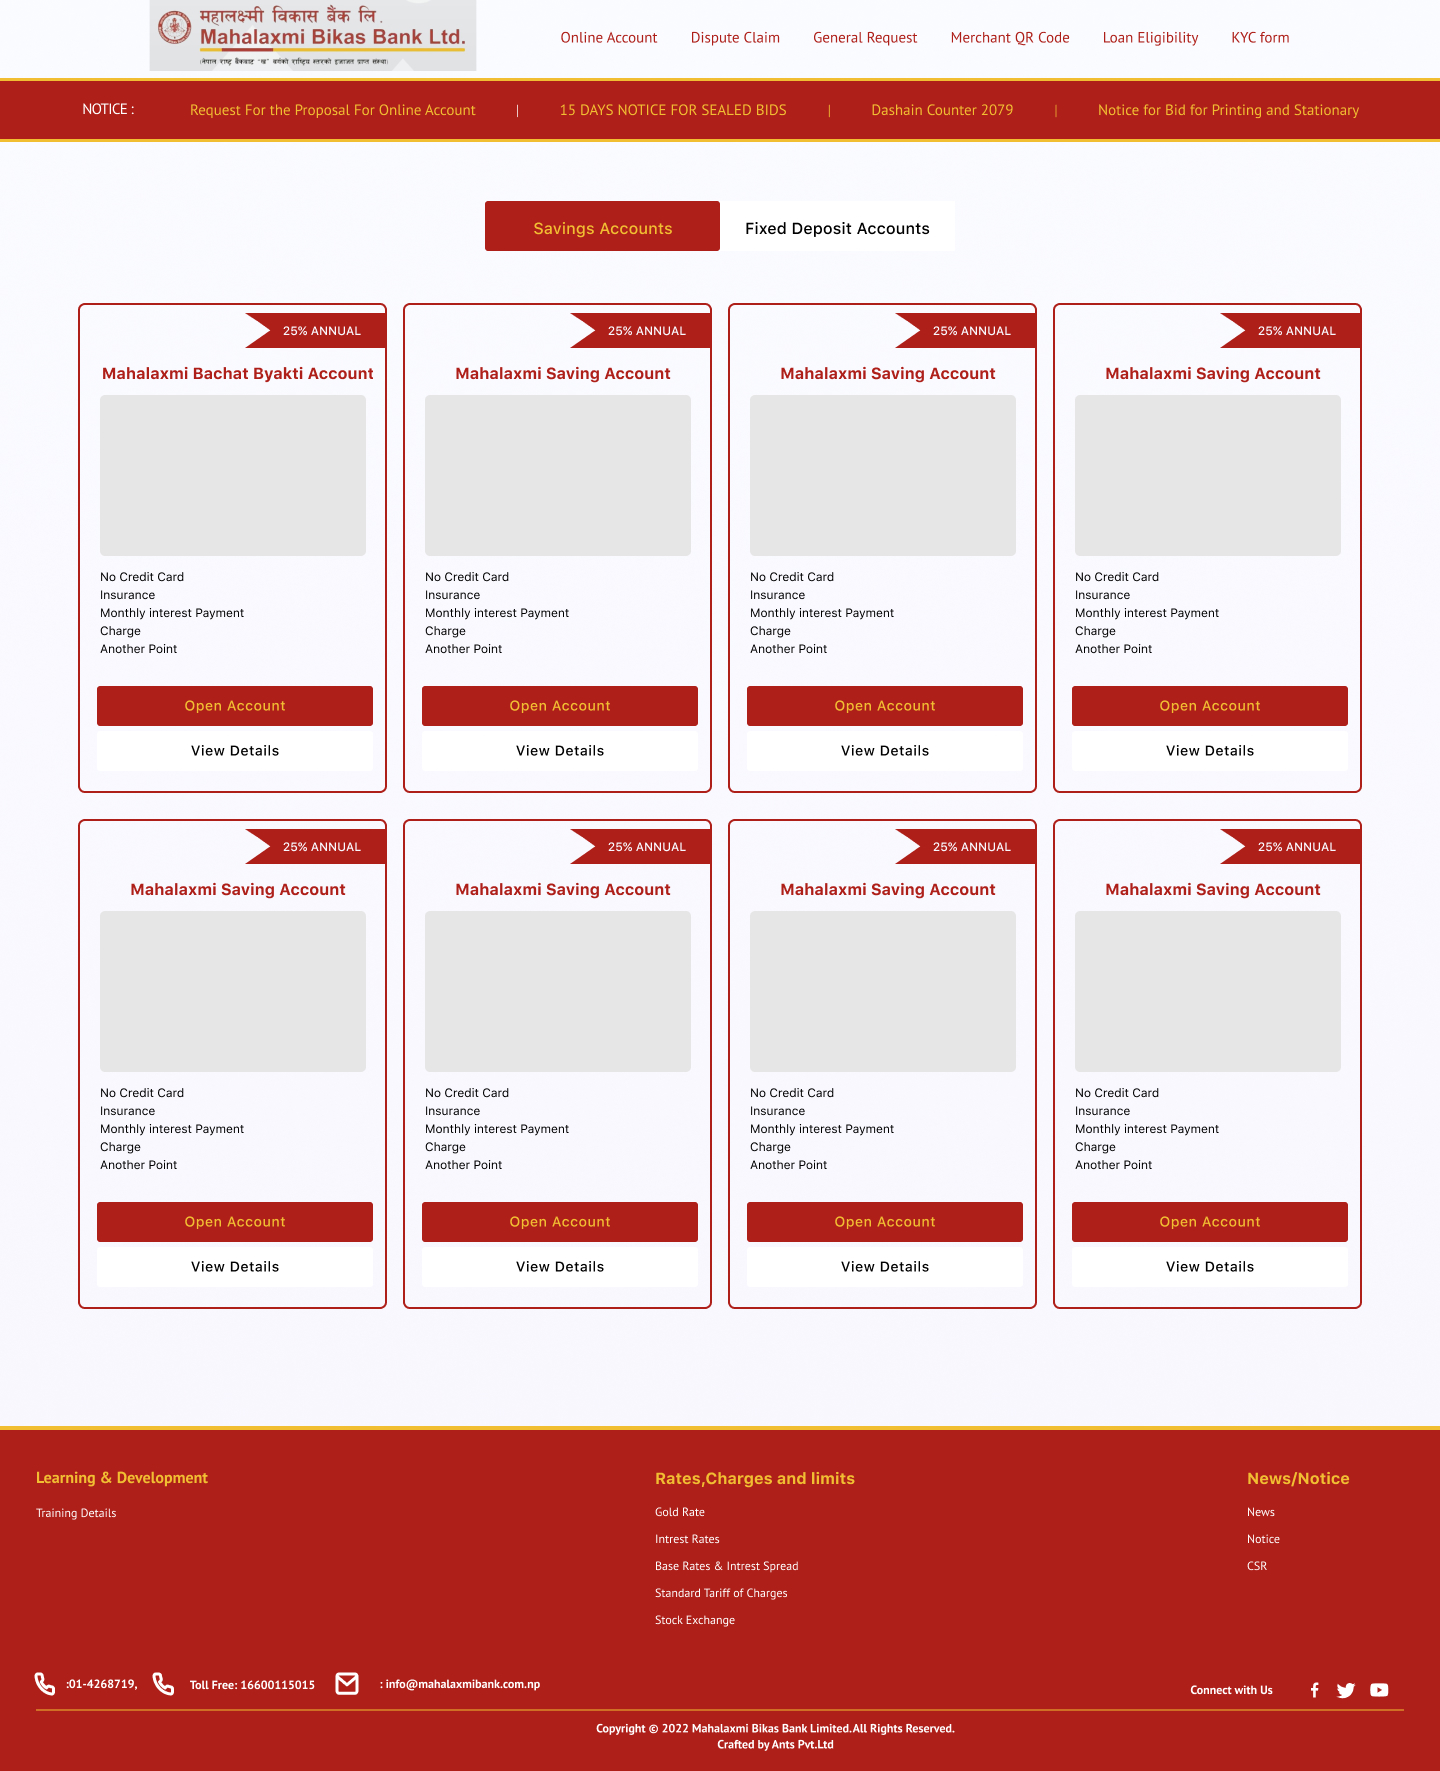 महालक्ष्मी विकास बैंक लि.
Mahalaxmi Bikas Bank Ltd.
(नेपाल राष्ट्र बैंकबाट "ख" वर्गको राष्ट्रिय स्तरको इजाजत प्राप्त संस्था)
Online Account Dispute Claim General Request Merchant QR Code Loan Eligibility KYC form
NOTICE : Request For the Proposal For Online Account | 15 DAYS NOTICE FOR SEALED BIDS | Dashain Counter 2079 | Notice for Bid for Printing and Stationary
Savings Accounts Fixed Deposit Accounts
25% ANNUAL
Mahalaxmi Bachat Byakti Account
No Credit Card
Insurance
Monthly interest Payment
Charge
Another Point
Open Account
View Details
25% ANNUAL
Mahalaxmi Saving Account
No Credit Card
Insurance
Monthly interest Payment
Charge
Another Point
Open Account
View Details
25% ANNUAL
Mahalaxmi Saving Account
No Credit Card
Insurance
Monthly interest Payment
Charge
Another Point
Open Account
View Details
25% ANNUAL
Mahalaxmi Saving Account
No Credit Card
Insurance
Monthly interest Payment
Charge
Another Point
Open Account
View Details
25% ANNUAL
Mahalaxmi Saving Account
No Credit Card
Insurance
Monthly interest Payment
Charge
Another Point
Open Account
View Details
25% ANNUAL
Mahalaxmi Saving Account
No Credit Card
Insurance
Monthly interest Payment
Charge
Another Point
Open Account
View Details
25% ANNUAL
Mahalaxmi Saving Account
No Credit Card
Insurance
Monthly interest Payment
Charge
Another Point
Open Account
View Details
25% ANNUAL
Mahalaxmi Saving Account
No Credit Card
Insurance
Monthly interest Payment
Charge
Another Point
Open Account
View Details
Learning & Development
Training Details
Rates,Charges and limits
Gold Rate
Intrest Rates
Base Rates & Intrest Spread
Standard Tariff of Charges
Stock Exchange
News/Notice
News
Notice
CSR
:01-4268719, Toll Free: 16600115015 : info@mahalaxmibank.com.np
Connect with Us
Copyright © 2022 Mahalaxmi Bikas Bank Limited.All Rights Reserved.
Crafted by Ants Pvt.Ltd